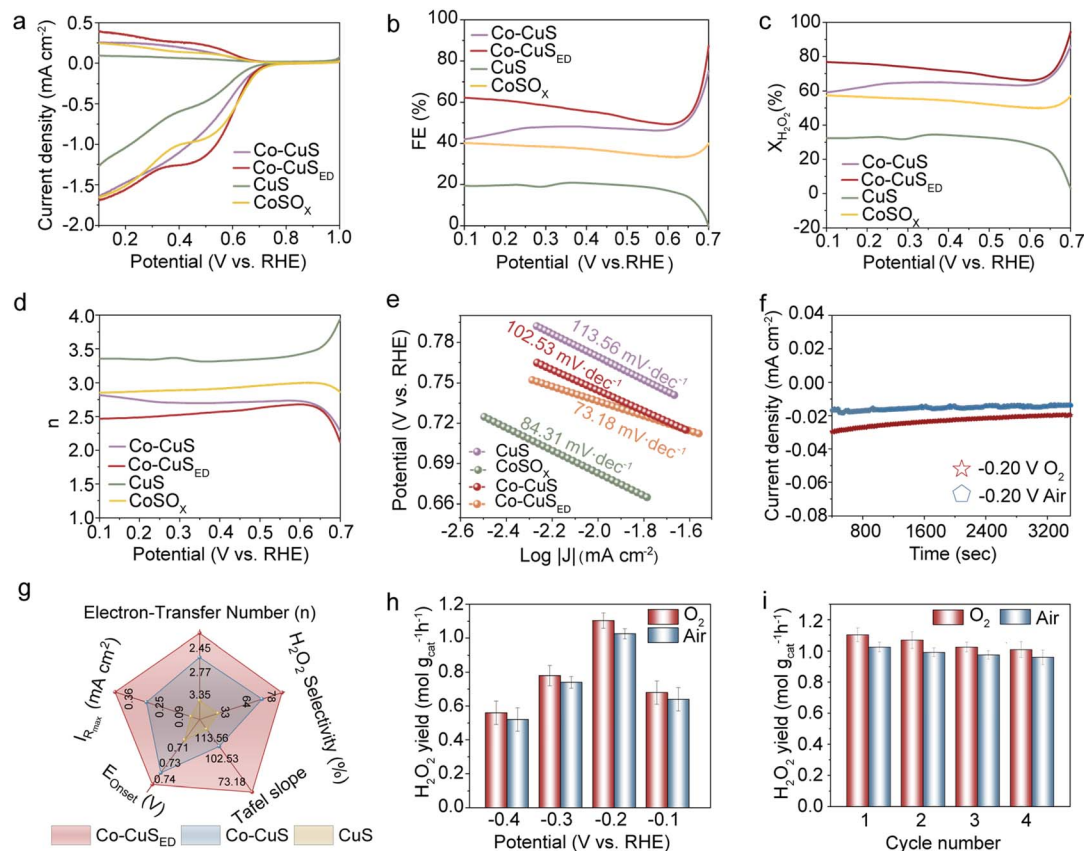 a
0.5
0.0
-0.5
-1.0
-1.5
-2.0
0.2 0.4 0.6 0.8 1.0
Current density (mA cm⁻²)
Potential (V vs. RHE)
Co-CuS
Co-CuS_ED
CuS
CoSO_X
b
100
80
60
40
20
0
0.1 0.2 0.3 0.4 0.5 0.6 0.7
FE (%)
Potential (V vs.RHE)
Co-CuS
Co-CuS_ED
CuS
CoSO_X
c
100
80
60
40
20
0
-20
0.1 0.2 0.3 0.4 0.5 0.6 0.7
X_H₂O₂(%)
Potential (V vs. RHE)
Co-CuS
Co-CuS_ED
CuS
CoSO_X
d
4.0
3.5
3.0
2.5
2.0
1.5
1.0
0.1 0.2 0.3 0.4 0.5 0.6 0.7
n
Potential (V vs. RHE)
Co-CuS
Co-CuS_ED
CuS
CoSO_X
e
0.78
0.75
0.72
0.69
0.66
-2.6 -2.4 -2.2 -2.0 -1.8 -1.6
Potential (V vs. RHE)
Log |J| (mA cm⁻²)
113.56 mV·dec⁻¹
102.53 mV·dec⁻¹
73.18 mV·dec⁻¹
84.31 mV·dec⁻¹
CuS
CoSO_X
Co-CuS
Co-CuS_ED
f
0.04
0.02
0.00
-0.02
-0.04
-0.06
-0.08
800 1600 2400 3200
Current density (mA cm⁻²)
Time (sec)
-0.20 V O₂
-0.20 V Air
g
Electron-Transfer Number (n)
H₂O₂ Selectivity (%)
Tafel slope
E_Onset (V)
I_R_max (mA cm²)
2.45
2.77
3.35
78
64
33
113.56
102.53
73.18
0.71
0.73
0.74
0.36
0.25
0.09
Co-CuS_ED Co-CuS CuS
h
1.2
1.0
0.8
0.6
0.4
0.2
0.0
-0.4 -0.3 -0.2 -0.1
H₂O₂ yield (mol g_cat⁻¹h⁻¹)
Potential (V vs. RHE)
O₂
Air
i
1.2
1.0
0.8
0.6
0.4
0.2
0.0
1 2 3 4
H₂O₂ yield (mol g_cat⁻¹h⁻¹)
Cycle number
O₂ Air